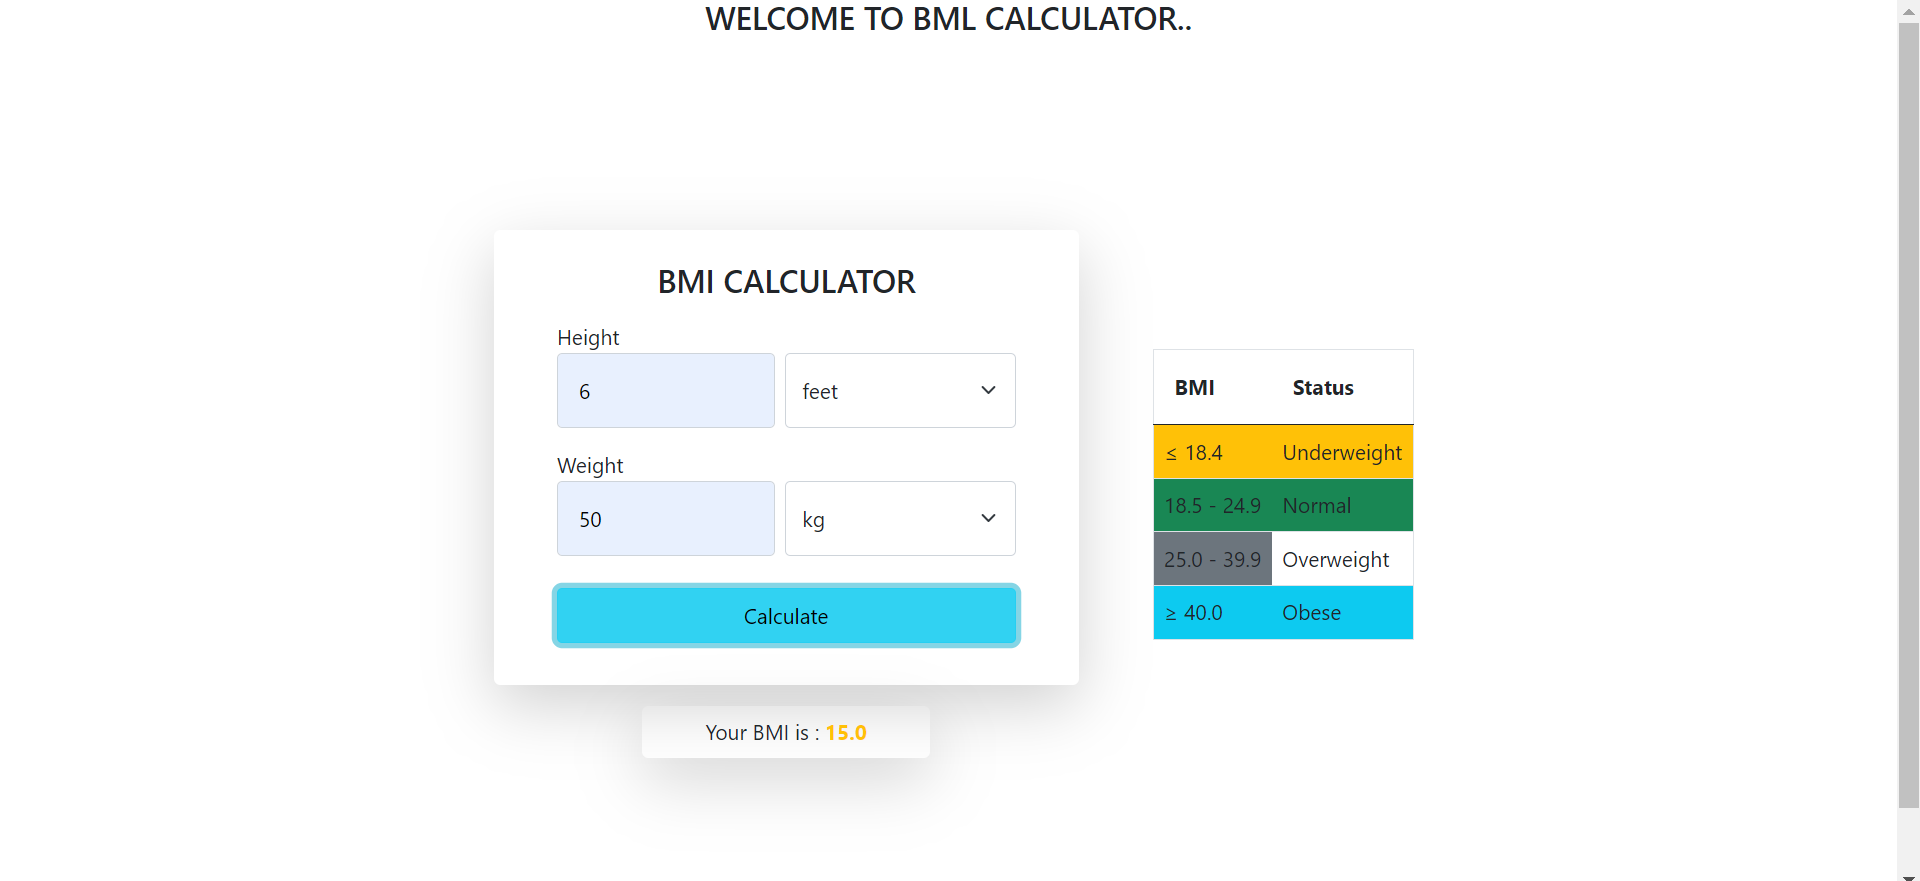 WELCOME TO BML CALCULATOR..
BMI CALCULATOR
Height
6 feet
Weight
50 kg
Calculate
Your BMI is : 15.0
BMI Status
≤ 18.4 Underweight
18.5 - 24.9 Normal
25.0 - 39.9 Overweight
≥ 40.0 Obese